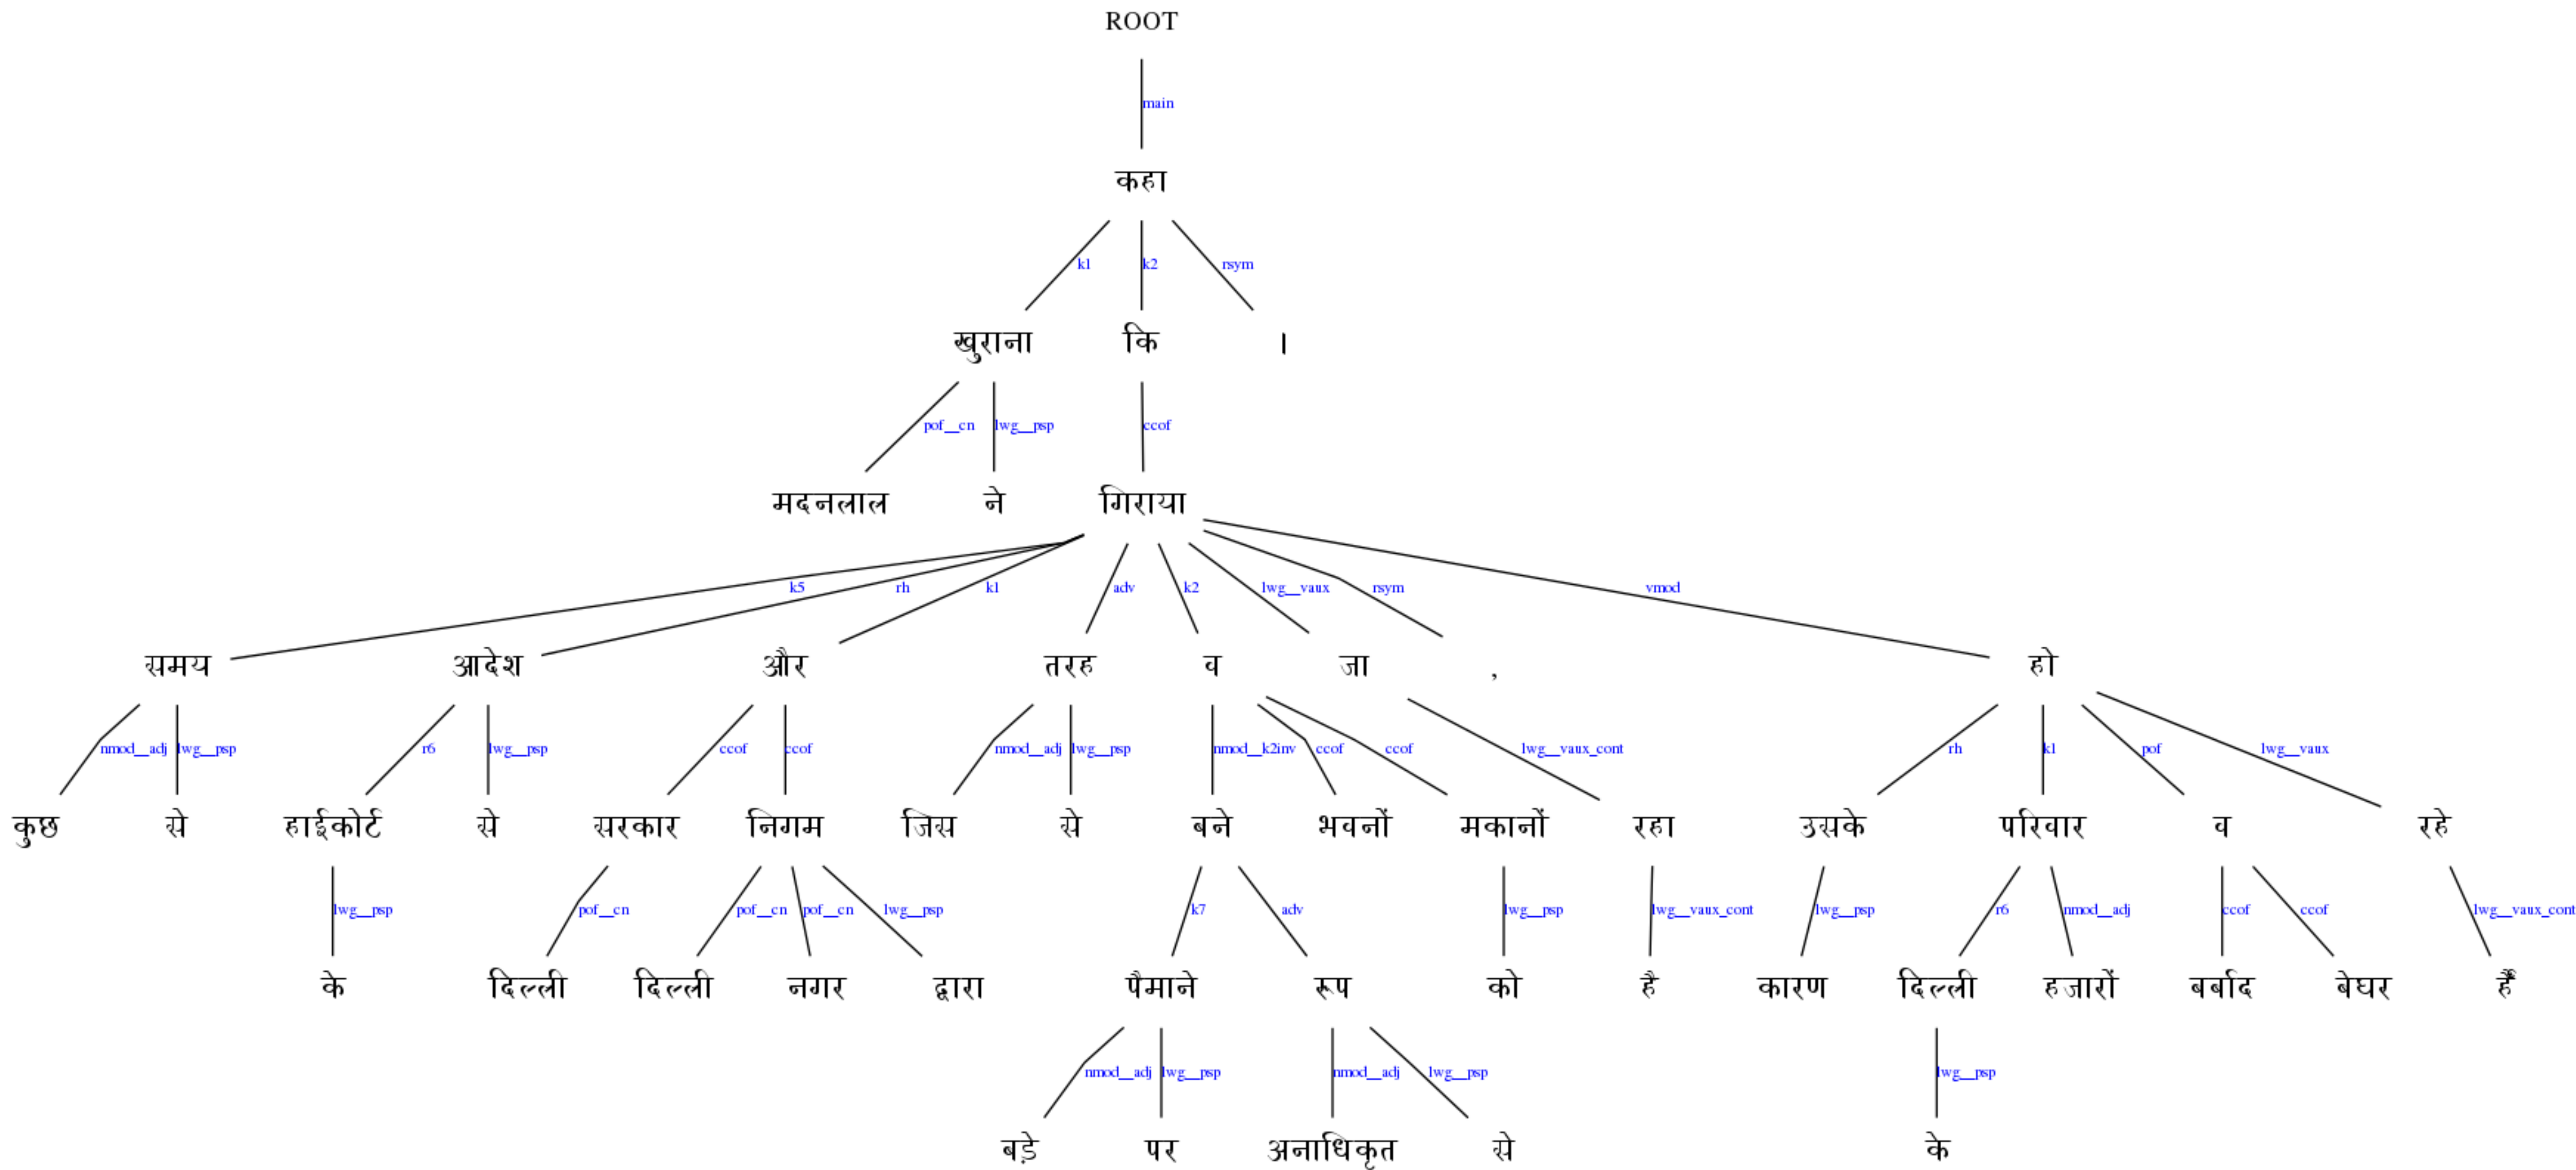 ROOT
main
कहा
k1 k2 rsym
खुराना कि ।
pof__cn lwg__psp ccof
मदनलाल ने गिराया
k5 rh k1 adv k2 lwg__vaux rsym vmod
समय आदेश और तरह व जा , हो
nmod__adj lwg__psp r6 lwg__psp ccof ccof nmod__adj lwg__psp nmod__k2inv ccof ccof lwg__vaux_cont rh k1 pof lwg__vaux
कुछ से हाईकोर्ट से सरकार निगम जिस से बने भवनों मकानों रहा उसके परिवार व रहे
lwg__psp pof__cn pof__cn pof__cn lwg__psp k7 adv lwg__psp lwg__vaux_cont lwg__psp r6 nmod__adj ccof ccof lwg__vaux_cont
के दिल्ली दिल्ली नगर द्वारा पैमाने रूप को है कारण दिल्ली हजारों बर्बाद बेघर हैं
nmod__adj lwg__psp nmod__adj lwg__psp lwg__psp
बड़े पर अनाधिकृत से के